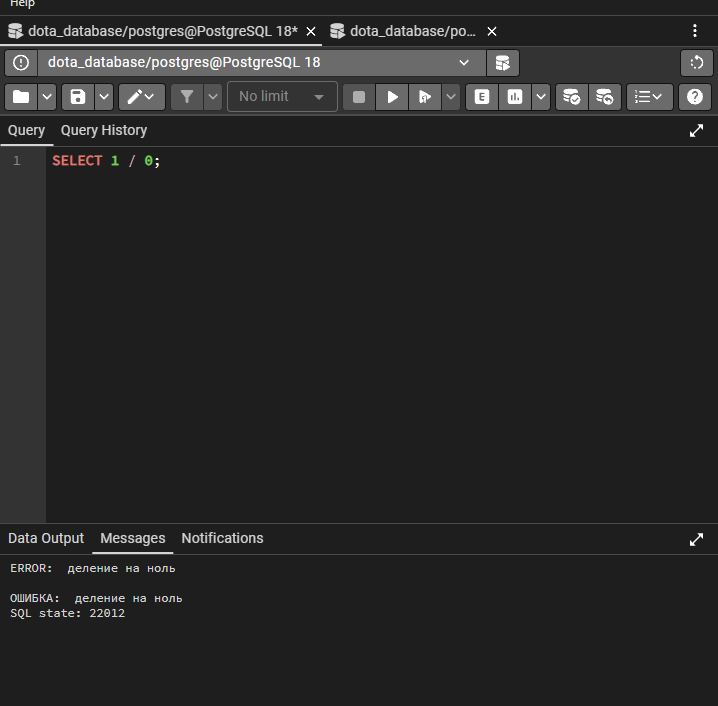 Help
dota_database/postgres@PostgreSQL 18*
dota_database/po...
dota_database/postgres@PostgreSQL 18
No limit
E
Query
Query History
1
SELECT 1 / 0;
Data Output
Messages
Notifications
ERROR:  деление на ноль
ОШИБКА:  деление на ноль
SQL state: 22012